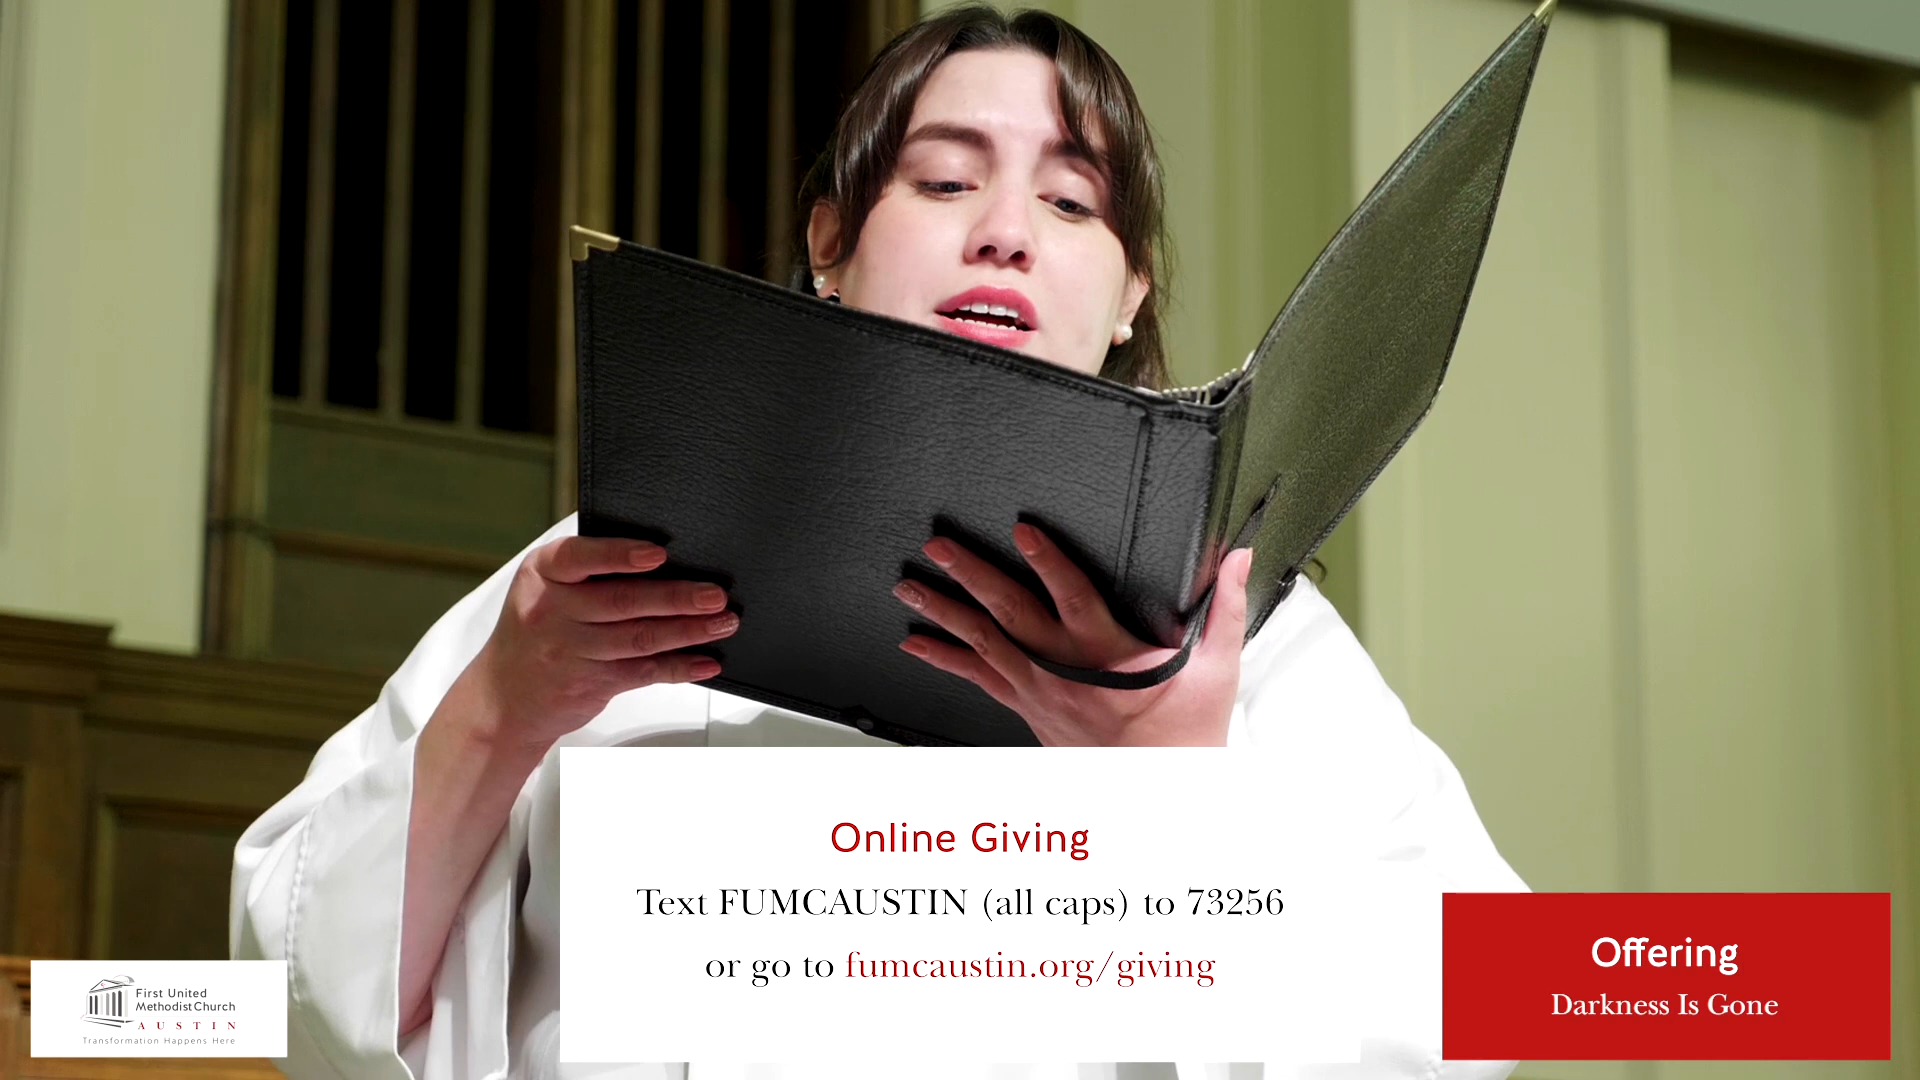 Online Giving
Text FUMCAUSTIN (all caps) to 73256
or go to fumcaustin.org/giving
First United
Methodist Church
AUSTIN
Transformation Happens Here
Offering
Darkness Is Gone